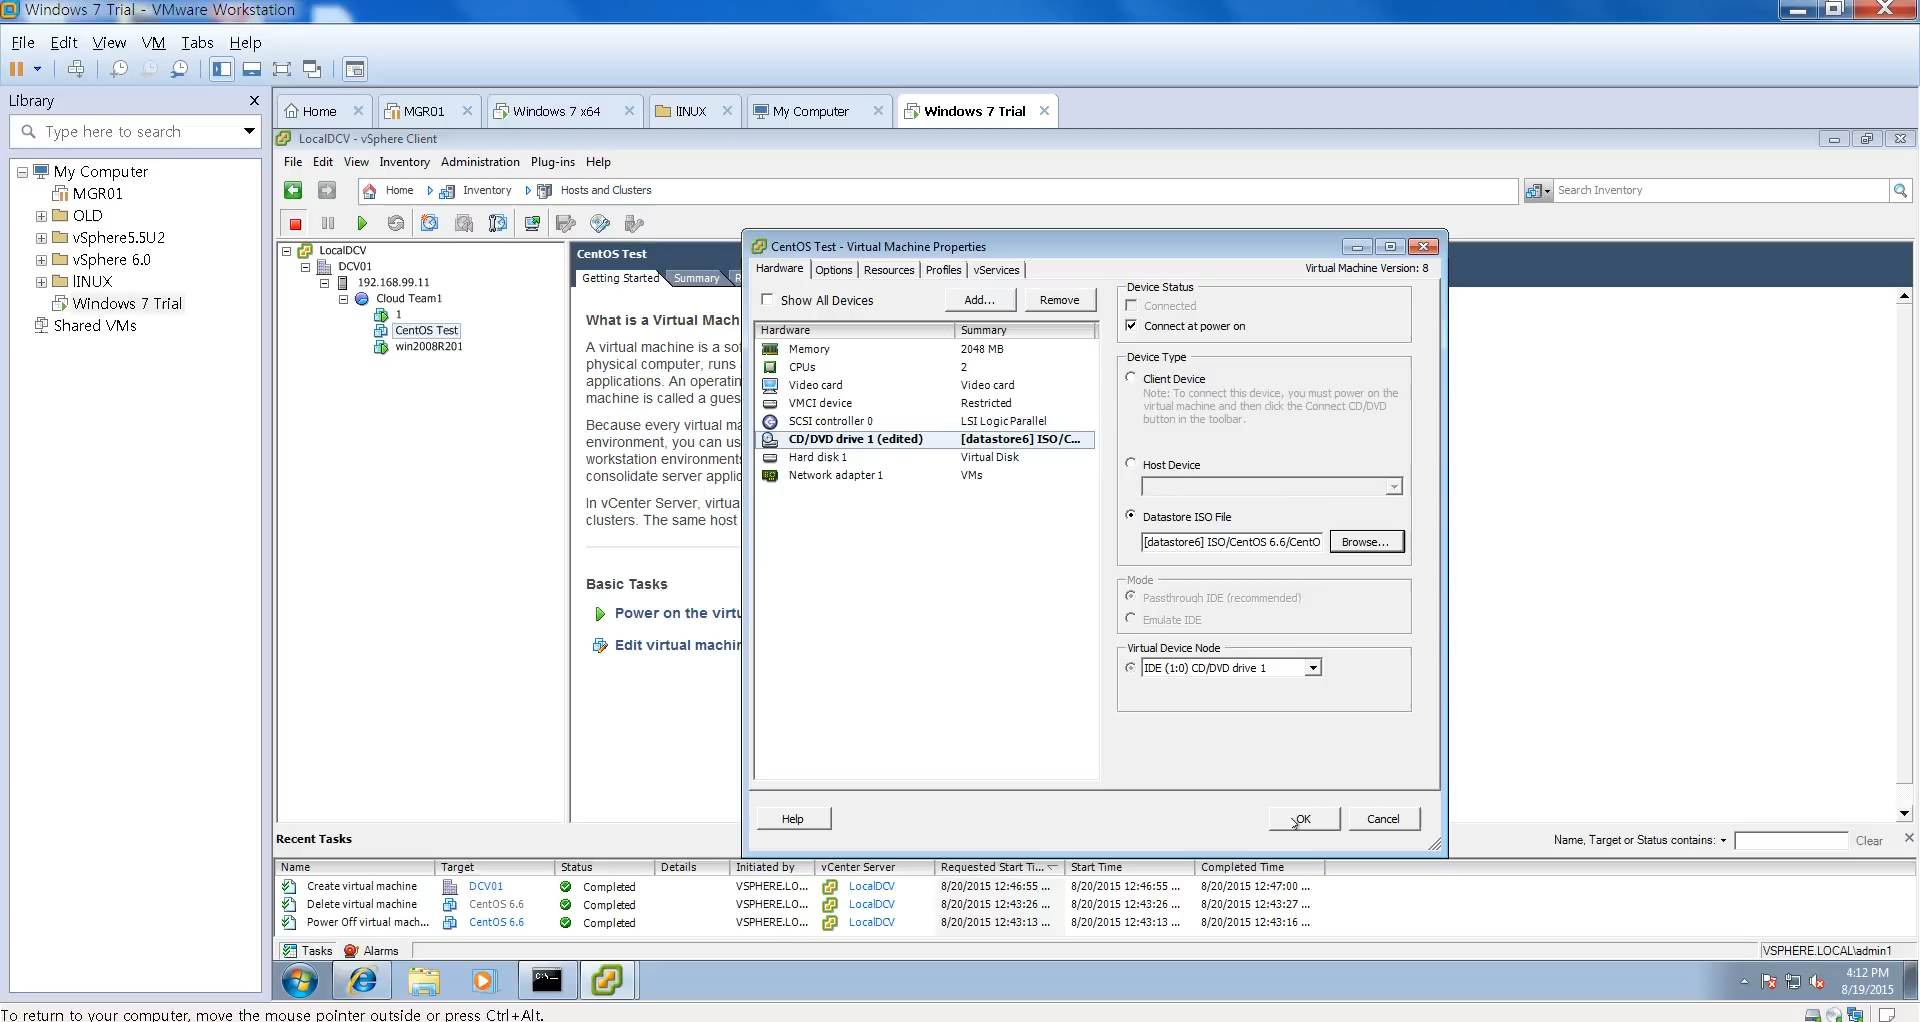 Windows 7 Trial - VMware Workstation
File Edit View VM Tabs Help
Library
Type here to search
My Computer
MGR01
OLD
vSphere5.5U2
vSphere 6.0
lINUX
Windows 7 Trial
Shared VMs
Home MGR01 Windows 7 x64 lINUX My Computer Windows 7 Trial
LocalDCV - vSphere Client
File Edit View Inventory Administration Plug-ins Help
Home Inventory Hosts and Clusters
Search Inventory
LocalDCV
DCV01
192.168.99.11
Cloud Team1
1
CentOS Test
win2008R201
CentOS Test
Getting Started Summary R
What is a Virtual Mach
A virtual machine is a so
physical computer, runs
applications. An operatin
machine is called a gues
Because every virtual ma
environment, you can us
workstation environments
consolidate server applic
In vCenter Server, virtua
clusters. The same host
Basic Tasks
Power on the virtu
Edit virtual machin
CentOS Test - Virtual Machine Properties
Hardware Options Resources Profiles vServices
Virtual Machine Version: 8
Show All Devices Add... Remove
Hardware Summary
Memory 2048 MB
CPUs 2
Video card Video card
VMCI device Restricted
SCSI controller 0 LSI Logic Parallel
CD/DVD drive 1 (edited) [datastore6] ISO/C...
Hard disk 1 Virtual Disk
Network adapter 1 VMs
Device Status
Connected
Connect at power on
Device Type
Client Device
Note: To connect this device, you must power on the
virtual machine and then click the Connect CD/DVD
button in the toolbar.
Host Device
Datastore ISO File
[datastore6] ISO/CentOS 6.6/CentO Browse...
Mode
Passthrough IDE (recommended)
Emulate IDE
Virtual Device Node
IDE (1:0) CD/DVD drive 1
Help OK Cancel
Recent Tasks
Name, Target or Status contains: Clear
Name Target Status Details Initiated by vCenter Server Requested Start Ti... Start Time Completed Time
Create virtual machine DCV01 Completed VSPHERE.LO... LocalDCV 8/20/2015 12:46:55 ... 8/20/2015 12:46:55 ... 8/20/2015 12:47:00 ...
Delete virtual machine CentOS 6.6 Completed VSPHERE.LO... LocalDCV 8/20/2015 12:43:26 ... 8/20/2015 12:43:26 ... 8/20/2015 12:43:27 ...
Power Off virtual mach... CentOS 6.6 Completed VSPHERE.LO... LocalDCV 8/20/2015 12:43:13 ... 8/20/2015 12:43:13 ... 8/20/2015 12:43:16 ...
Tasks Alarms
VSPHERE.LOCAL\admin1
4:12 PM
8/19/2015
To return to your computer, move the mouse pointer outside or press Ctrl+Alt.